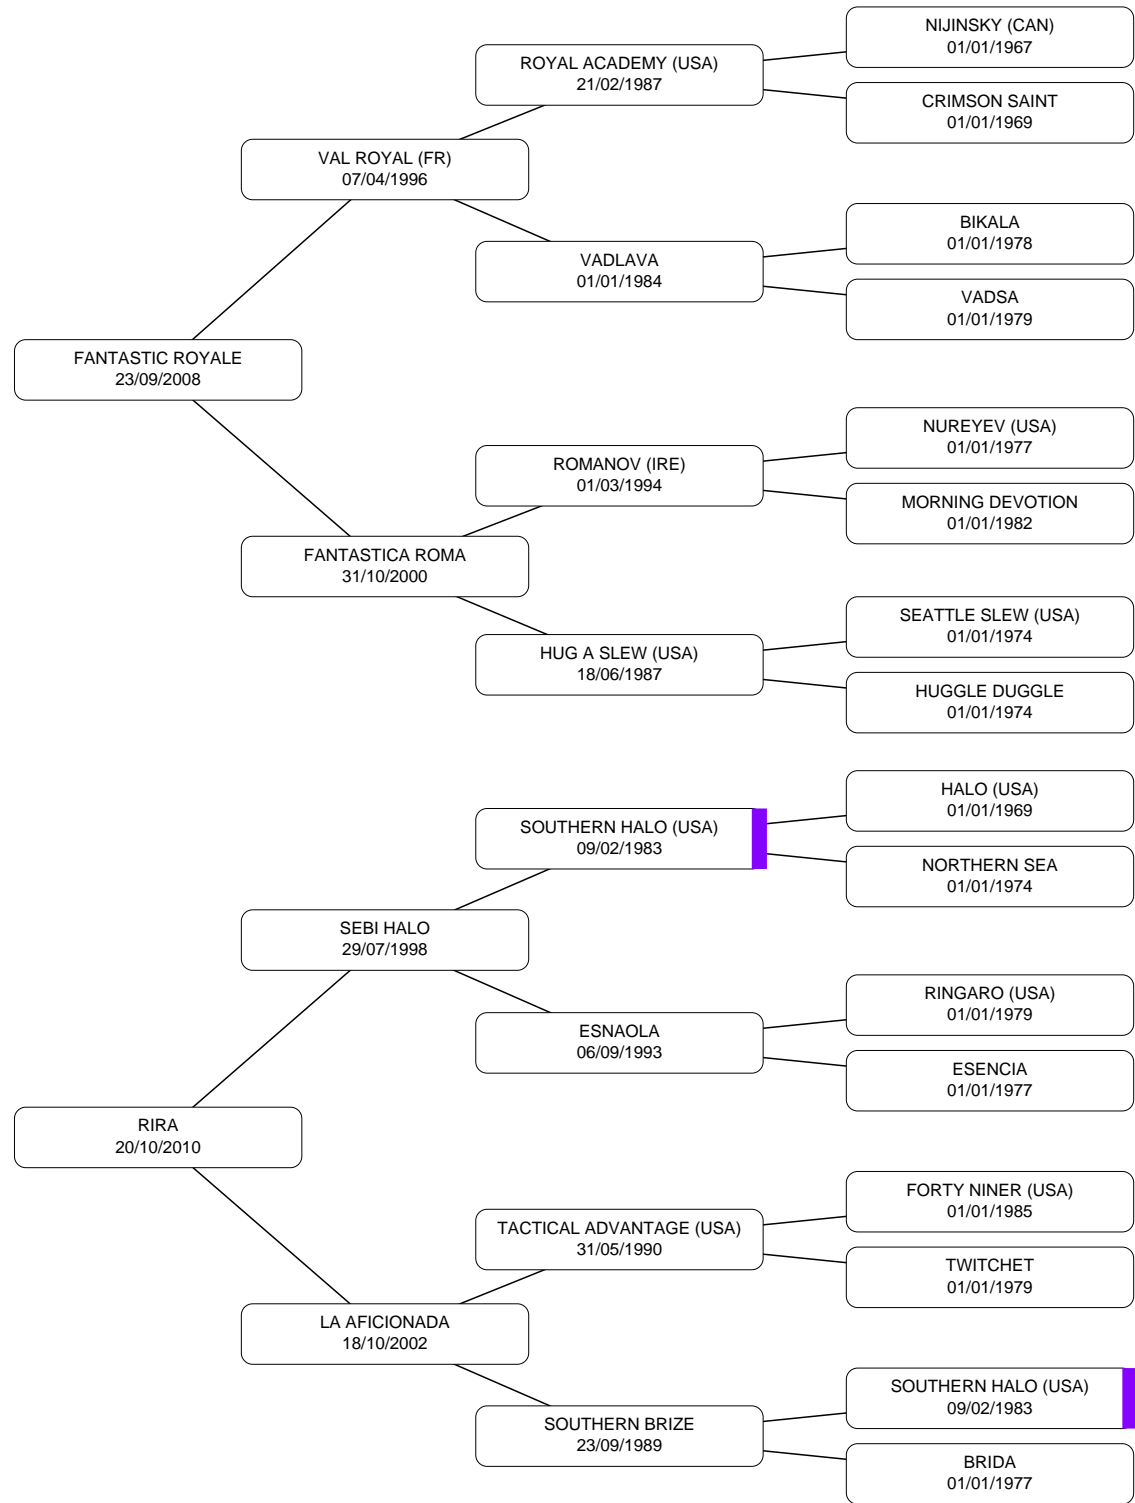 NIJINSKY (CAN)
01/01/1967
ROYAL ACADEMY (USA)
21/02/1987
CRIMSON SAINT
01/01/1969
VAL ROYAL (FR)
07/04/1996
BIKALA
01/01/1978
VADLAVA
01/01/1984
VADSA
01/01/1979
FANTASTIC ROYALE
23/09/2008
NUREYEV (USA)
01/01/1977
ROMANOV (IRE)
01/03/1994
MORNING DEVOTION
01/01/1982
FANTASTICA ROMA
31/10/2000
SEATTLE SLEW (USA)
01/01/1974
HUG A SLEW (USA)
18/06/1987
HUGGLE DUGGLE
01/01/1974
HALO (USA)
01/01/1969
SOUTHERN HALO (USA)
09/02/1983
NORTHERN SEA
01/01/1974
SEBI HALO
29/07/1998
RINGARO (USA)
01/01/1979
ESNAOLA
06/09/1993
ESENCIA
01/01/1977
RIRA
20/10/2010
FORTY NINER (USA)
01/01/1985
TACTICAL ADVANTAGE (USA)
31/05/1990
TWITCHET
01/01/1979
LA AFICIONADA
18/10/2002
SOUTHERN HALO (USA)
09/02/1983
SOUTHERN BRIZE
23/09/1989
BRIDA
01/01/1977